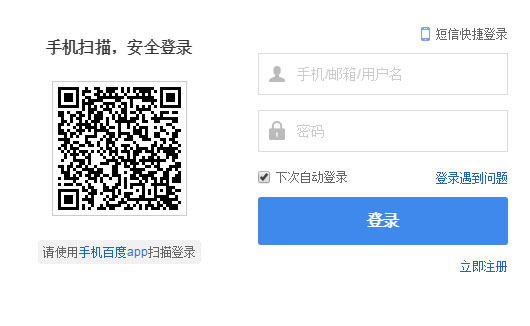 手机扫描，安全登录
请使用手机百度app扫描登录
短信快捷登录
手机/邮箱/用户名
密码
下次自动登录 登录遇到问题
登录
立即注册